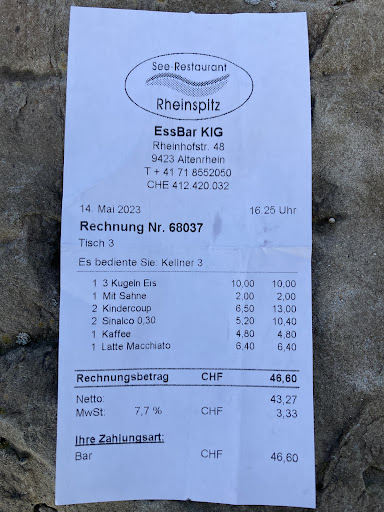 See-Restaurant
Rheinspitz
EssBar KlG
Rheinhofstr. 48
9423 Altenrhein
T + 41 71 8552050
CHE 412.420.032
14. Mai 2023 16:25 Uhr
Rechnung Nr. 68037
Tisch 3
Es bediente Sie: Kellner 3
1 3 Kugeln Eis 10,00 10,00
1 Mit Sahne 2,00 2,00
2 Kindercoup 6,50 13,00
2 Sinalco 0,30 5,20 10,40
1 Kaffee 4,80 4,80
1 Latte Macchiato 6,40 6,40
Rechnungsbetrag CHF 46,60
Netto: 43,27
MwSt: 7,7 % CHF 3,33
Ihre Zahlungsart:
Bar CHF 46,60